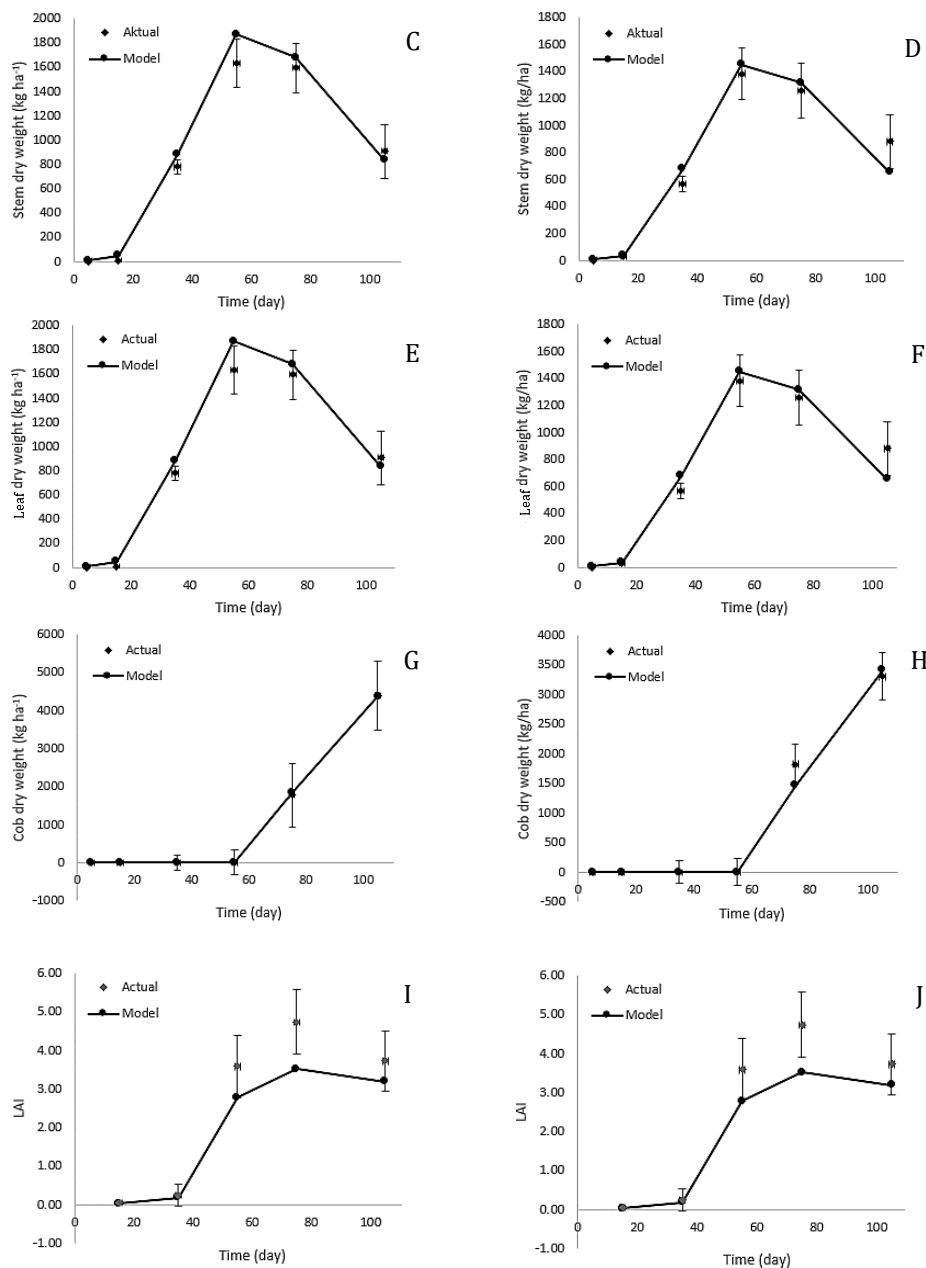 2000
1800
1600
1400
1200
1000
800
600
400
200
0
0 20 40 60 80 100
Stem dry weight (kg ha⁻¹)
Time (day)
Aktual
Model
C
1800
1600
1400
1200
1000
800
600
400
200
0
0 20 40 60 80 100
Stem dry weight (kg/ha)
Time (day)
Aktual
Model
D
2000
1800
1600
1400
1200
1000
800
600
400
200
0
0 20 40 60 80 100
Leaf dry weight (kg ha⁻¹)
Time (day)
Actual
Model
E
1800
1600
1400
1200
1000
800
600
400
200
0
0 20 40 60 80 100
Leaf dry weight (kg/ha)
Time (day)
Actual
Model
F
6000
5000
4000
3000
2000
1000
0
-1000
0 20 40 60 80 100
Cob dry weight (kg ha⁻¹)
Time (day)
Actual
Model
G
4000
3500
3000
2500
2000
1500
1000
500
0
-500
0 20 40 60 80 100
Cob dry weight (kg/ha)
Time (day)
Actual
Model
H
6.00
5.00
4.00
3.00
2.00
1.00
0.00
-1.00
0 20 40 60 80 100
LAI
Time (day)
Actual
Model
I
6.00
5.00
4.00
3.00
2.00
1.00
0.00
-1.00
0 20 40 60 80 100
LAI
Time (day)
Actual
Model
J